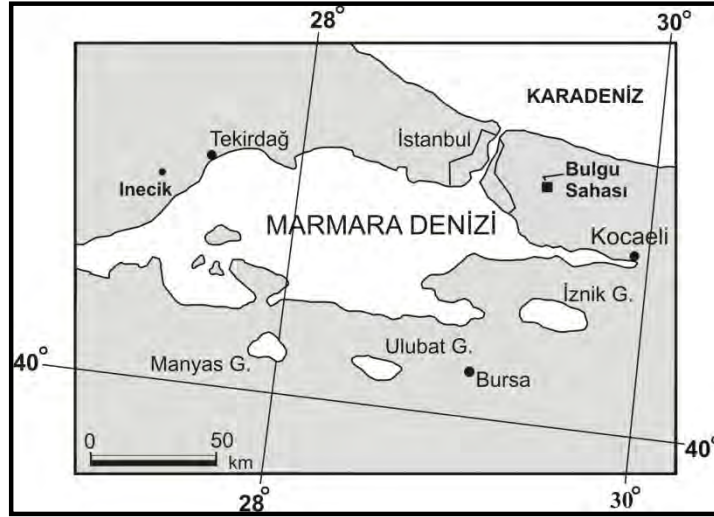 28°
30°
KARADENİZ
Tekirdağ
İstanbul
Bulgu
Sahası
Inecik
MARMARA DENİZİ
Kocaeli
İznik G.
Manyas G.
Ulubat G.
Bursa
40°
40°
0 50
km
28°
30°